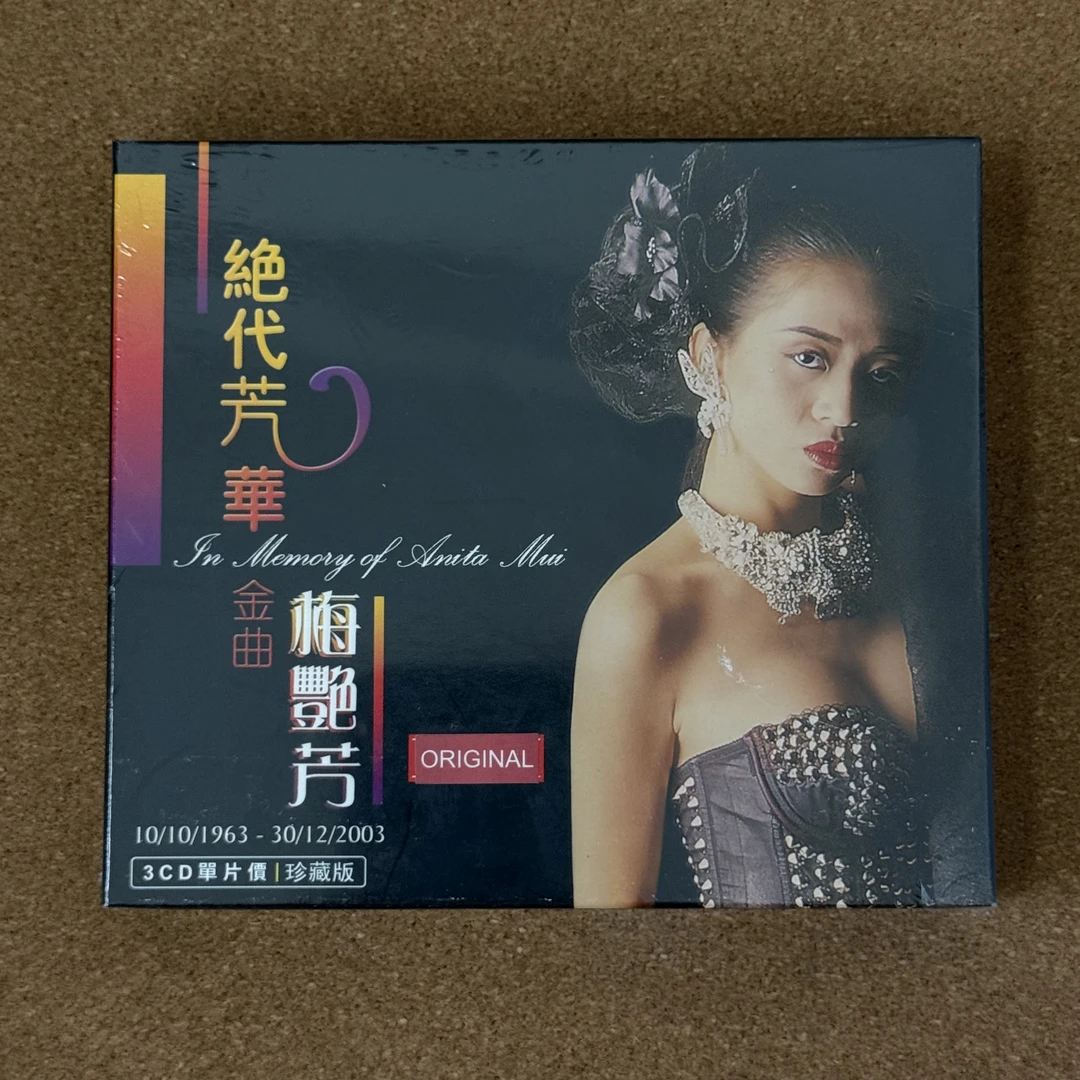 絕代芳華
In Memory of Anita Mui
金曲
梅艷芳
ORIGINAL
10/10/1963 - 30/12/2003
3CD單片價|珍藏版